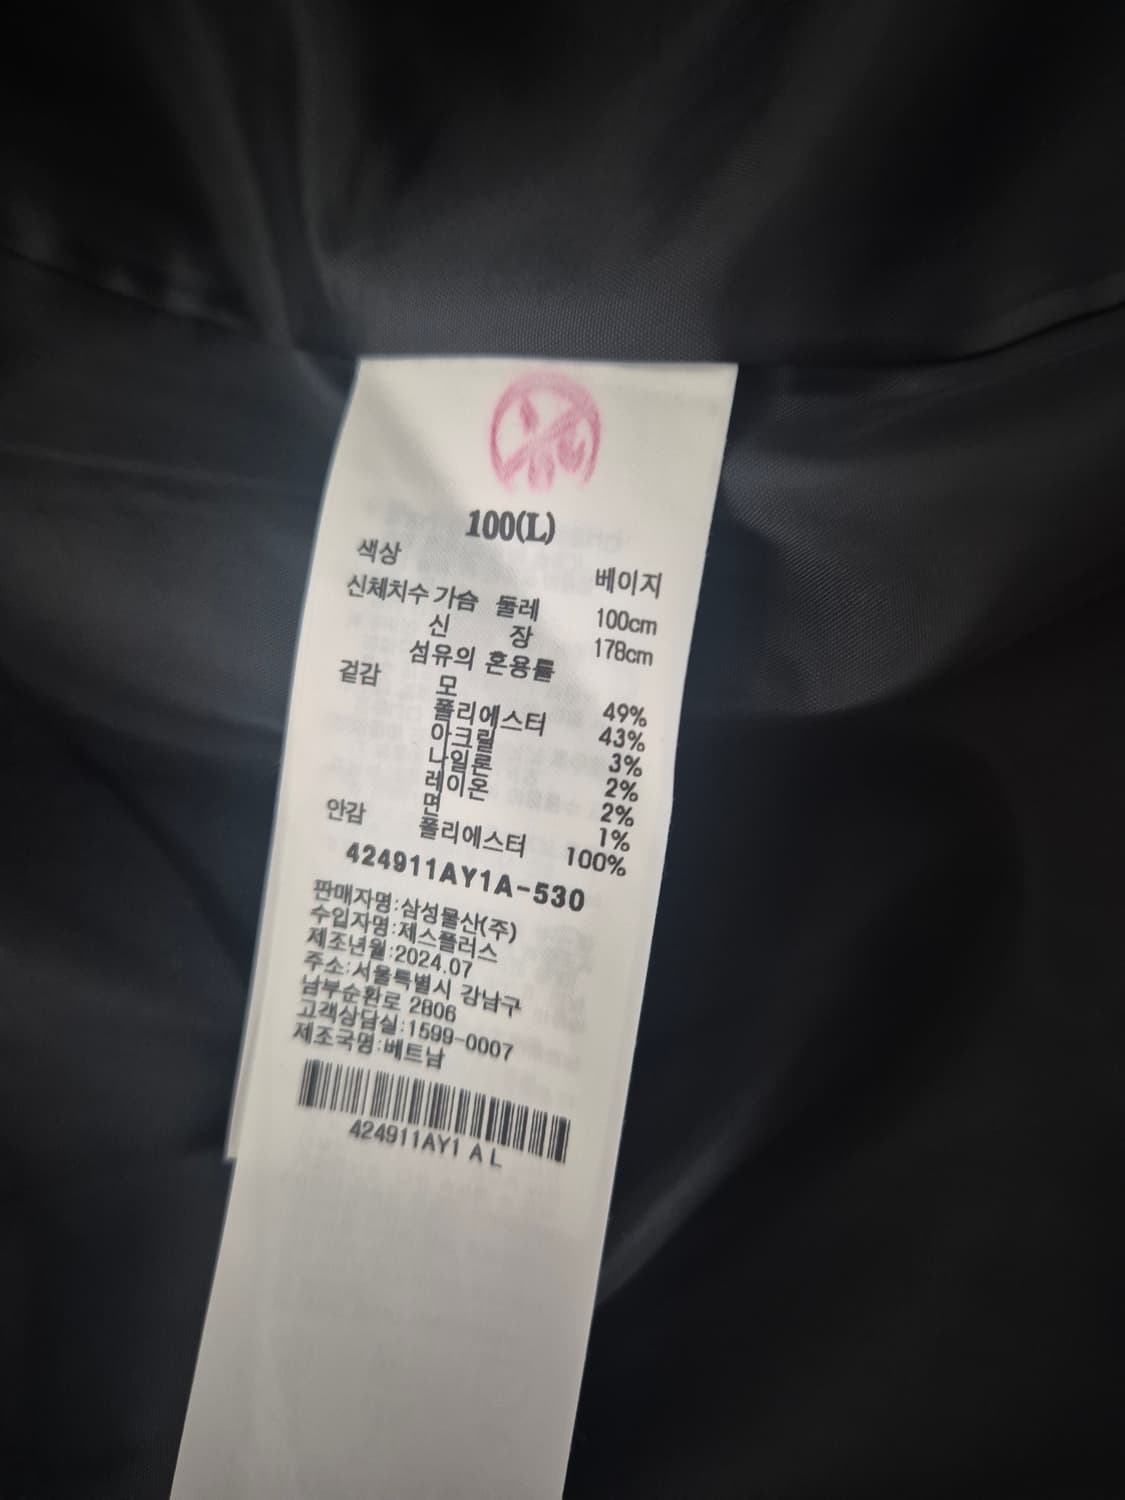 100(L)
색상 베이지
신체치수 가슴 둘레 100cm
신 장 178cm
섬유의 혼용률
겉감 모 49%
폴리에스터 43%
아크릴 3%
나일론 2%
레이온 2%
면 1%
안감 폴리에스터 100%
424911AY1A-530
판매자명:삼성물산(주)
수입자명:제스플러스
제조년월:2024.07
주소:서울특별시 강남구
남부순환로 2806
고객상담실:1599-0007
제조국명:베트남
424911AY1 A L